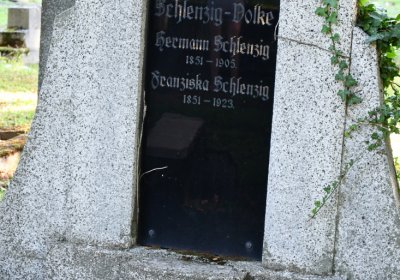 Schlenzig-Volke
Hermann Schlenzig
1851 – 1905.
Franziska Schlenzig
1851 – 1923.